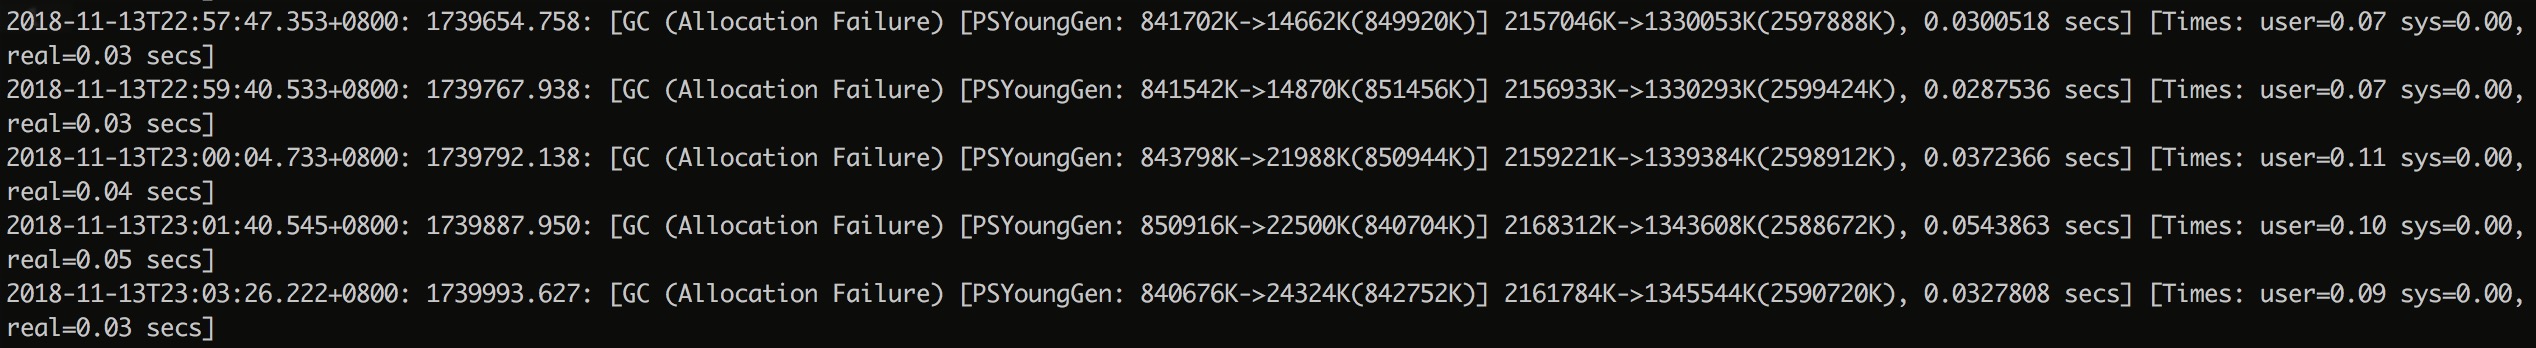 2018-11-13T22:57:47.353+0800: 1739654.758: [GC (Allocation Failure) [PSYoungGen: 841702K->14662K(849920K)] 2157046K->1330053K(2597888K), 0.0300518 secs] [Times: user=0.07 sys=0.00,
real=0.03 secs]
2018-11-13T22:59:40.533+0800: 1739767.938: [GC (Allocation Failure) [PSYoungGen: 841542K->14870K(851456K)] 2156933K->1330293K(2599424K), 0.0287536 secs] [Times: user=0.07 sys=0.00,
real=0.03 secs]
2018-11-13T23:00:04.733+0800: 1739792.138: [GC (Allocation Failure) [PSYoungGen: 843798K->21988K(850944K)] 2159221K->1339384K(2598912K), 0.0372366 secs] [Times: user=0.11 sys=0.00,
real=0.04 secs]
2018-11-13T23:01:40.545+0800: 1739887.950: [GC (Allocation Failure) [PSYoungGen: 850916K->22500K(840704K)] 2168312K->1343608K(2588672K), 0.0543863 secs] [Times: user=0.10 sys=0.00,
real=0.05 secs]
2018-11-13T23:03:26.222+0800: 1739993.627: [GC (Allocation Failure) [PSYoungGen: 840676K->24324K(842752K)] 2161784K->1345544K(2590720K), 0.0327808 secs] [Times: user=0.09 sys=0.00,
real=0.03 secs]